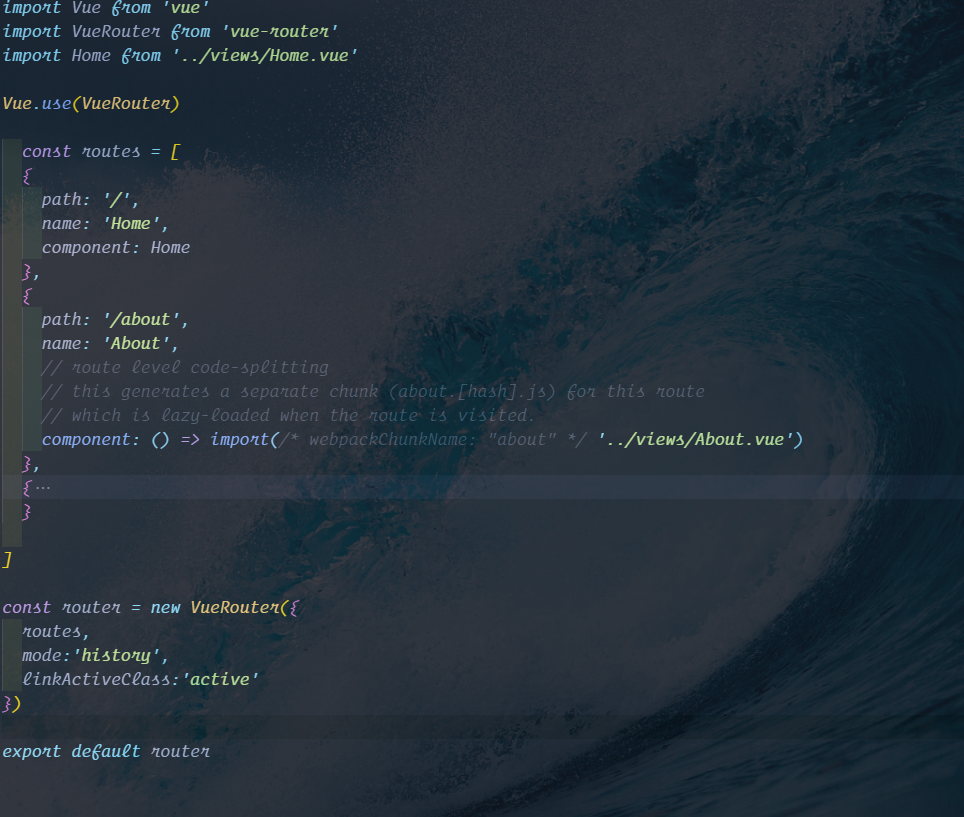 import Vue from 'vue'
import VueRouter from 'vue-router'
import Home from '../views/Home.vue'
Vue.use(VueRouter)
const routes = [
{
path: '/',
name: 'Home',
component: Home
},
{
path: '/about',
name: 'About',
// route level code-splitting
// this generates a separate chunk (about.[hash].js) for this route
// which is lazy-loaded when the route is visited.
component: () => import(/* webpackChunkName: "about" */ '../views/About.vue')
},
{ ···
}
]
const router = new VueRouter({
routes,
mode:'history',
linkActiveClass:'active'
})
export default router